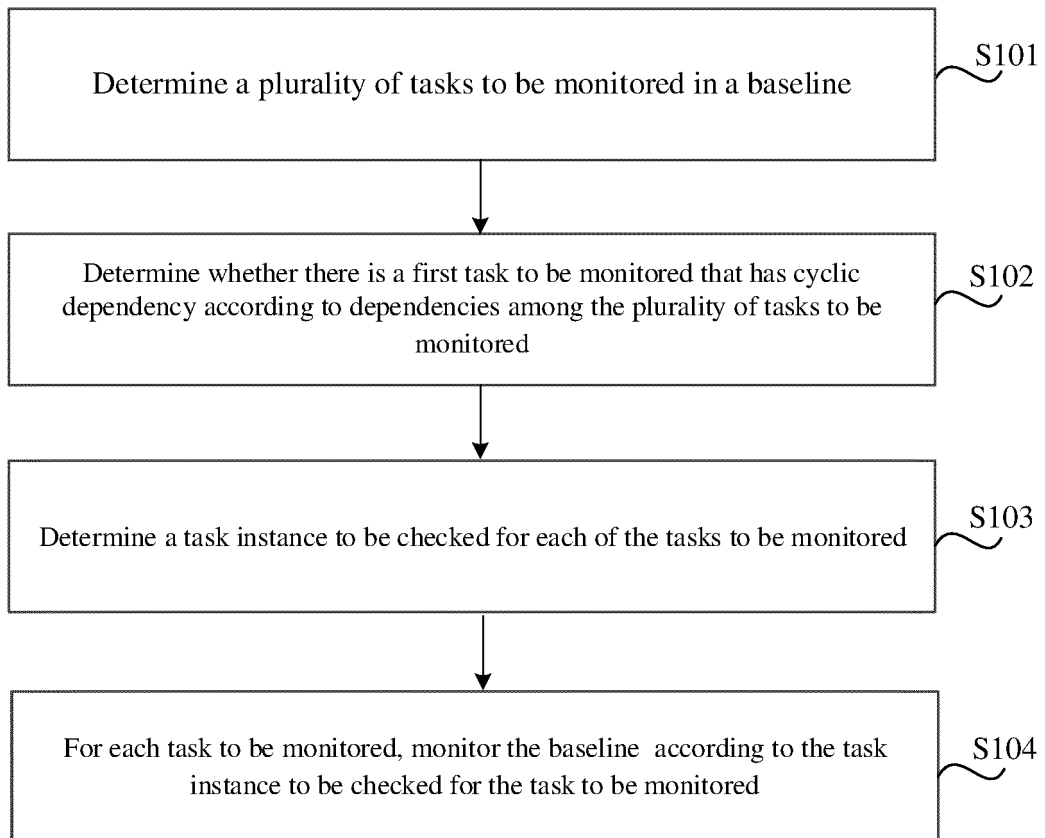 Determine a plurality of tasks to be monitored in a baseline
S101
Determine whether there is a first task to be monitored that has cyclic
dependency according to dependencies among the plurality of tasks to be
monitored
S102
Determine a task instance to be checked for each of the tasks to be monitored
S103
For each task to be monitored, monitor the baseline according to the task
instance to be checked for the task to be monitored
S104